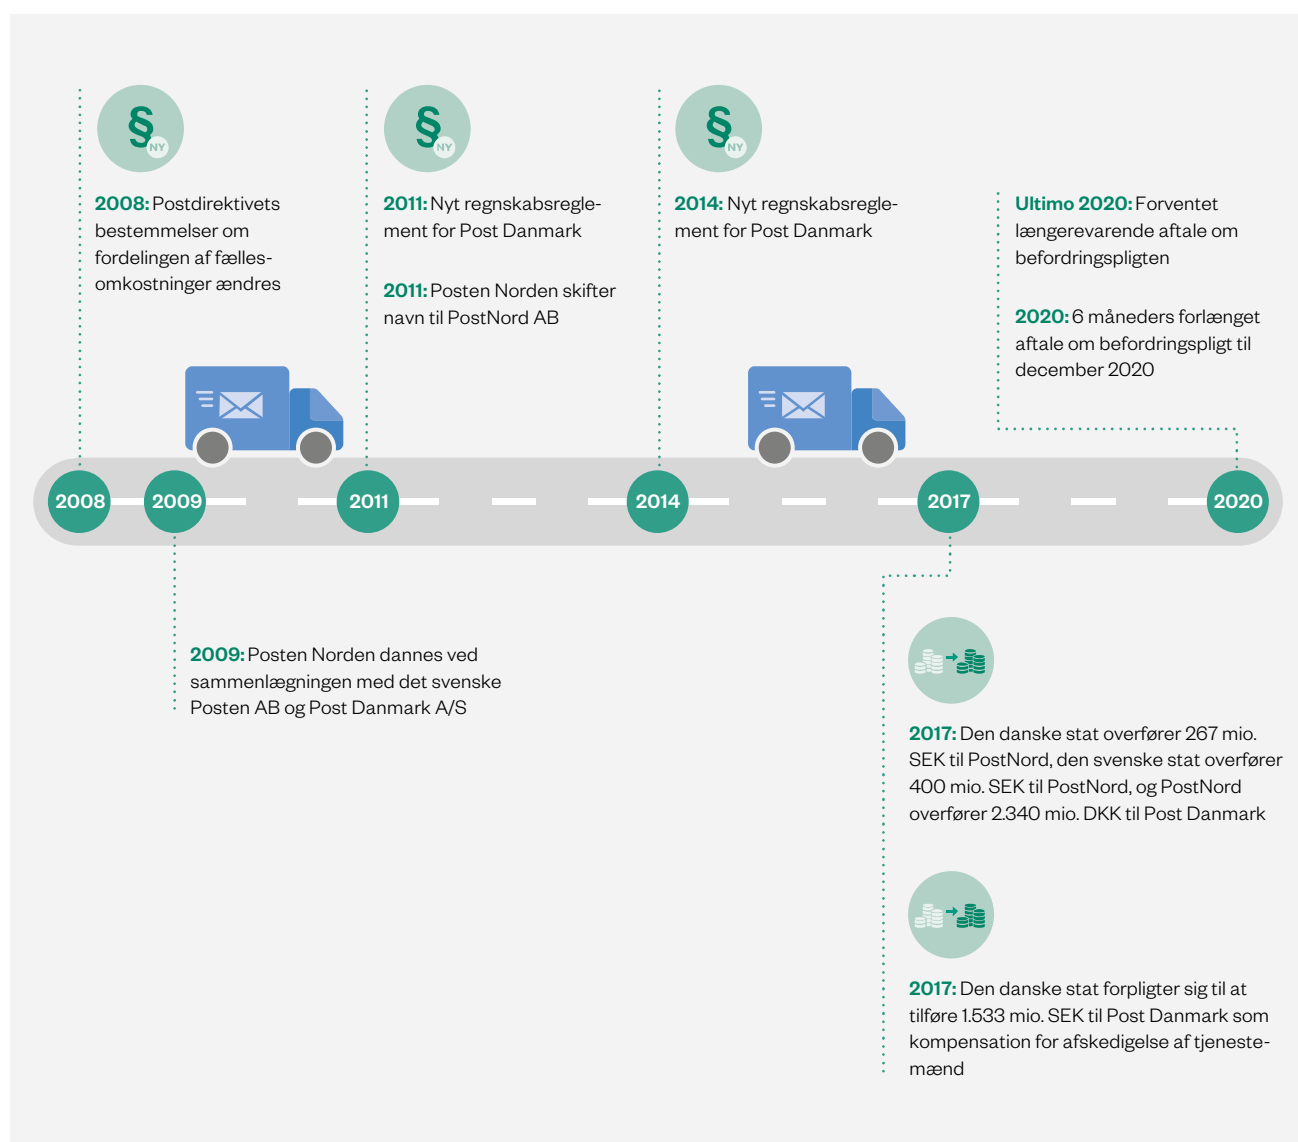 §
NY
2008: Postdirektivets
bestemmelser om
fordelingen af fælles-
omkostninger ændres
§
NY
2011: Nyt regnskabsregle-
ment for Post Danmark
2011: Posten Norden skifter
navn til PostNord AB
§
NY
2014: Nyt regnskabsregle-
ment for Post Danmark
Ultimo 2020: Forventet
længerevarende aftale om
befordringspligten
2020: 6 måneders forlænget
aftale om befordringspligt til
december 2020
2008
2009
2011
2014
2017
2020
2009: Posten Norden dannes ved
sammenlægningen med det svenske
Posten AB og Post Danmark A/S
2017: Den danske stat overfører 267 mio.
SEK til PostNord, den svenske stat overfører
400 mio. SEK til PostNord, og PostNord
overfører 2.340 mio. DKK til Post Danmark
2017: Den danske stat forpligter sig til at
tilføre 1.533 mio. SEK til Post Danmark som
kompensation for afskedigelse af tjeneste-
mænd